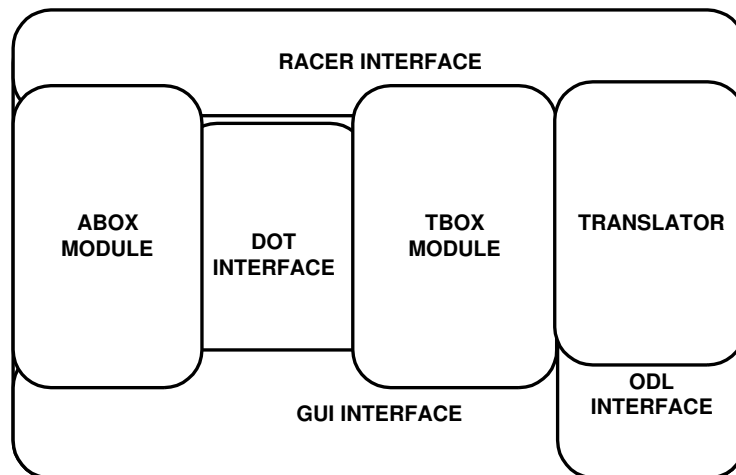 RACER INTERFACE
ABOX
MODULE
DOT
INTERFACE
TBOX
MODULE
TRANSLATOR
GUI INTERFACE
ODL
INTERFACE